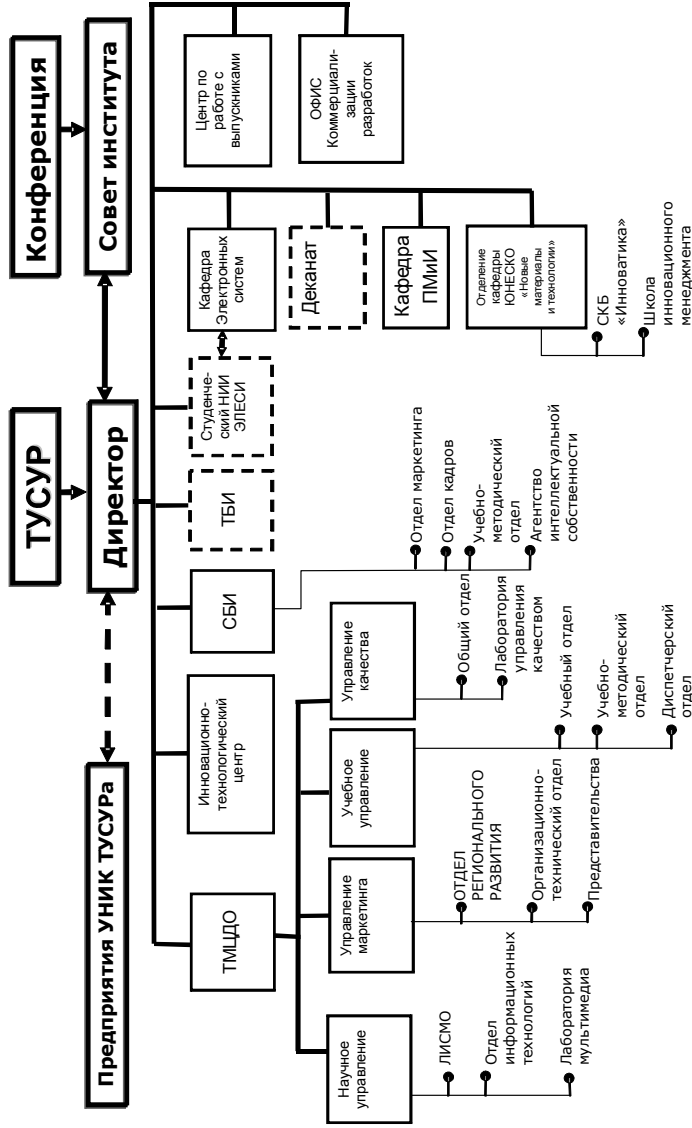 ТУСУР
Конференция
Предприятия УНИК ТУСУРа
Директор
Совет института
ТМЦДО
Инновационно-
технологический
центр
СБИ
ТБИ
Студенче-
ский НИИ
ЭЛЕСИ
Кафедра
Электронных
систем
Центр по
работе с
выпускниками
Деканат
ОФИС
Коммерциали-
зации
разработок
Кафедра
ПМиИ
Отделение
кафедры
ЮНЕСКО
«Новые
материалы
и технологии»
СКБ
«Инноватика»
Школа
инновационного
менеджмента
Научное
управление
Управление
маркетинга
Учебное
управление
Управление
качества
Отдел маркетинга
Отдел кадров
Учебно-
методический
отдел
Агентство
интеллектуальной
собственности
ЛИСМО
Отдел
информационных
технологий
Лаборатория
мультимедиа
ОТДЕЛ
РЕГИОНАЛЬНОГО
РАЗВИТИЯ
Организационно-
технический отдел
Представительства
Общий отдел
Лаборатория
управления
качеством
Учебный отдел
Учебно-
методический
отдел
Диспетчерский
отдел